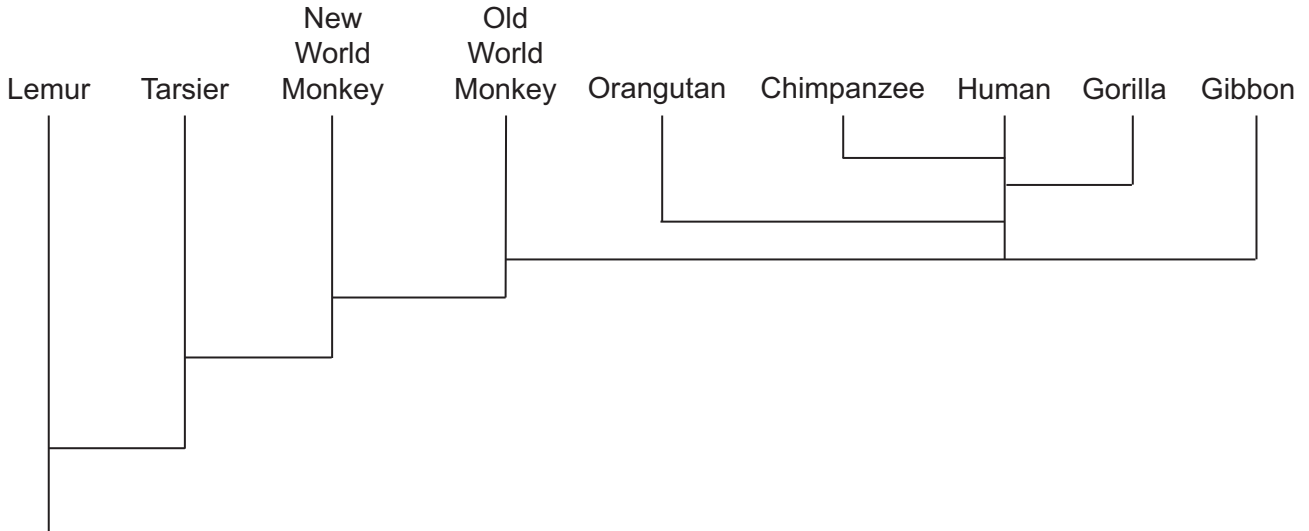 New
World
Monkey
Old
World
Monkey
Lemur
Tarsier
Orangutan
Chimpanzee
Human
Gorilla
Gibbon